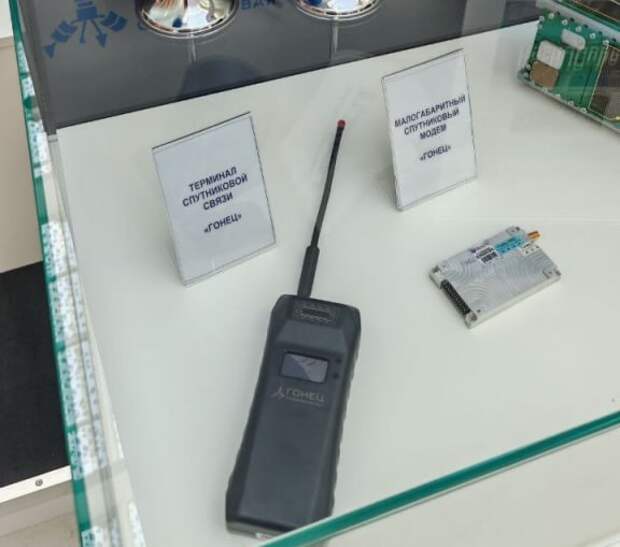 ТЕРМИНАЛ
СПУТНИКОВОЙ
СВЯЗИ
«ГОНЕЦ»
МАЛОГАБАРИТНЫЙ
СПУТНИКОВЫЙ
МОДЕМ
«ГОНЕЦ»
ГОНЕЦ